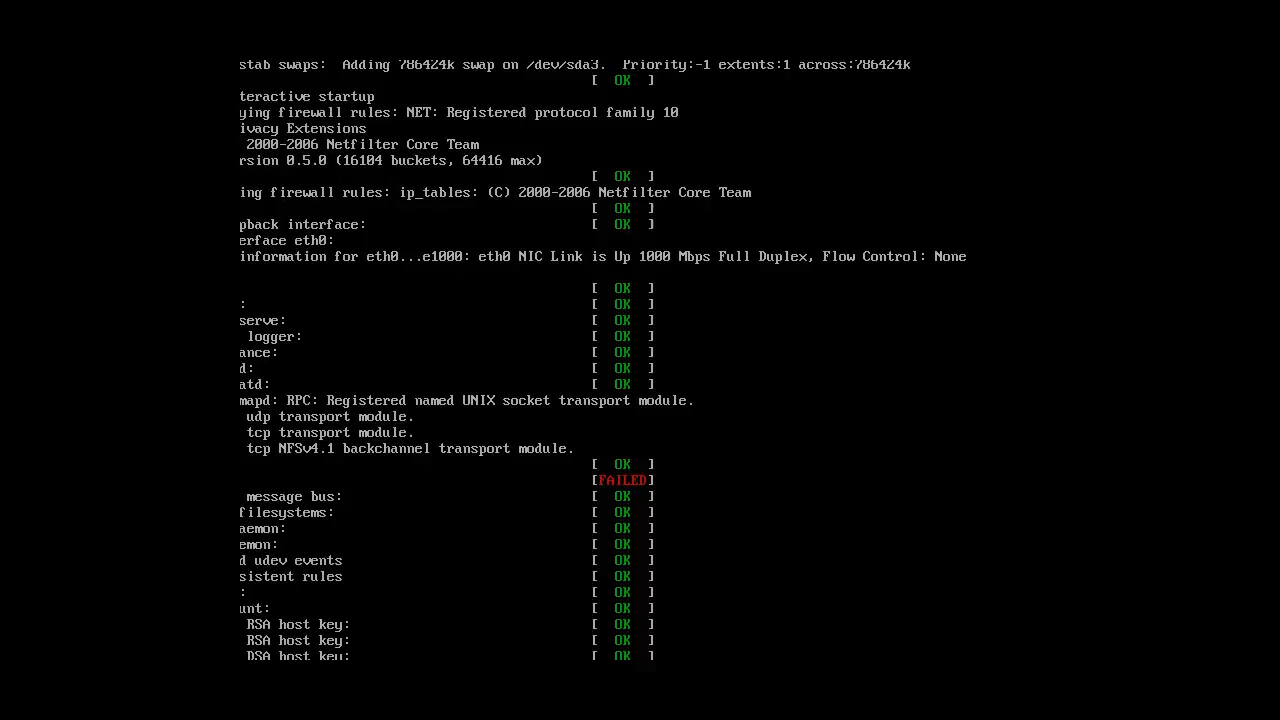 stab swaps:  Adding 786424k swap on /dev/sda3.  Priority:-1 extents:1 across:786424k
[  OK  ]
teractive startup
ying firewall rules: NET: Registered protocol family 10
ivacy Extensions
2000-2006 Netfilter Core Team
rsion 0.5.0 (16104 buckets, 64416 max)
[  OK  ]
ing firewall rules: ip_tables: (C) 2000-2006 Netfilter Core Team
[  OK  ]
pback interface: [  OK  ]
erface eth0:
information for eth0...e1000: eth0 NIC Link is Up 1000 Mbps Full Duplex, Flow Control: None
[  OK  ]
: [  OK  ]
serve: [  OK  ]
logger: [  OK  ]
ance: [  OK  ]
d: [  OK  ]
atd: [  OK  ]
mapd: RPC: Registered named UNIX socket transport module.
udp transport module.
tcp transport module.
tcp NFSv4.1 backchannel transport module.
[  OK  ]
[FAILED]
message bus: [  OK  ]
filesystems: [  OK  ]
aemon: [  OK  ]
emon: [  OK  ]
d udev events [  OK  ]
sistent rules [  OK  ]
: [  OK  ]
unt: [  OK  ]
RSA host key: [  OK  ]
RSA host key: [  OK  ]
DSA host key: [  OK  ]